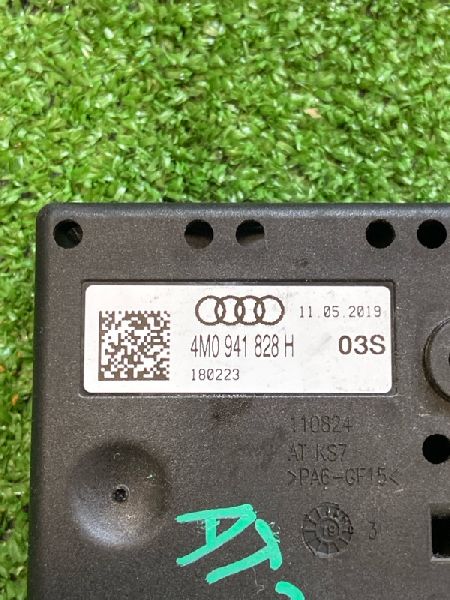 11.05.2019
4M0 941 828 H 03S
180223
110824
AT KS7
>PA6-GF15<
3
AT